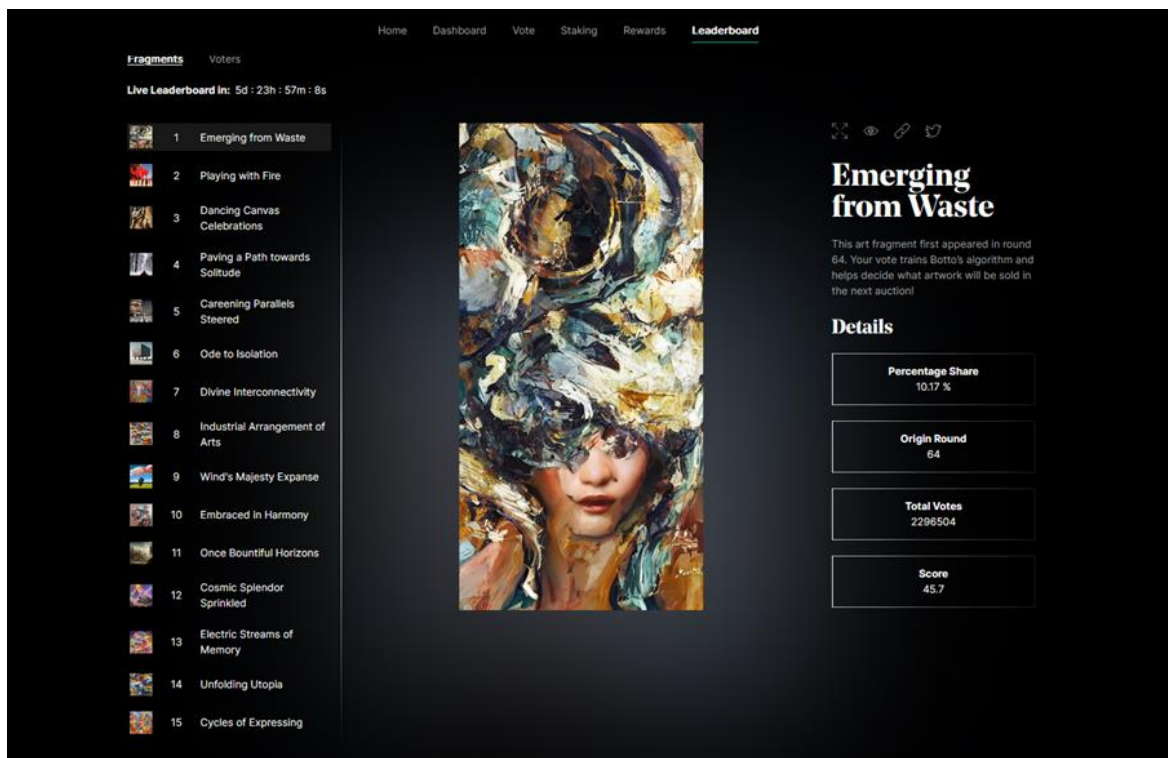 Home Dashboard Vote Staking Rewards Leaderboard
Fragments Voters
Live Leaderboard in: 5d : 23h : 57m : 8s
1 Emerging from Waste
2 Playing with Fire
3 Dancing Canvas
Celebrations
4 Paving a Path towards
Solitude
5 Careening Parallels
Steered
6 Ode to Isolation
7 Divine Interconnectivity
8 Industrial Arrangement of
Arts
9 Wind's Majesty Expanse
10 Embraced in Harmony
11 Once Bountiful Horizons
12 Cosmic Splendor
Sprinkled
13 Electric Streams of
Memory
14 Unfolding Utopia
15 Cycles of Expressing
Emerging
from Waste
This art fragment first appeared in round
64. Your vote trains Botto's algorithm and
helps decide what artwork will be sold in
the next auction!
Details
Percentage Share
10.17 %
Origin Round
64
Total Votes
2296504
Score
45.7